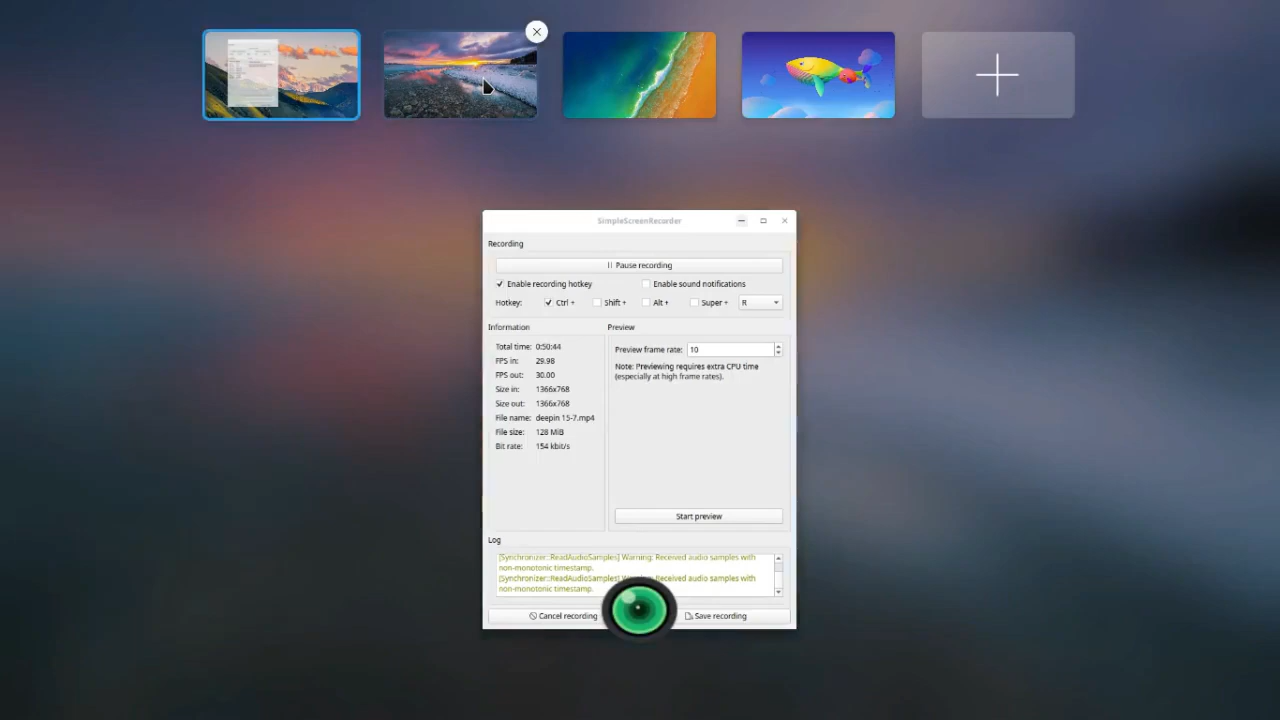 SimpleScreenRecorder
Recording
Pause recording
Enable recording hotkey
Enable sound notifications
Hotkey: Ctrl + Shift + Alt + Super + R
Information
Preview
Total time: 0:50:44
FPS in: 29.98
FPS out: 30.00
Size in: 1366x768
Size out: 1366x768
File name: deepin 15-7.mp4
File size: 128 MiB
Bit rate: 154 kbit/s
Preview frame rate: 10
Note: Previewing requires extra CPU time
(especially at high frame rates).
Start preview
Log
[Synchronizer::ReadAudioSamples] Warning: Received audio samples with
non-monotonic timestamp.
[Synchronizer::ReadAudioSamples] Received audio samples with
non-monotonic timestamp.
Cancel recording
Save recording